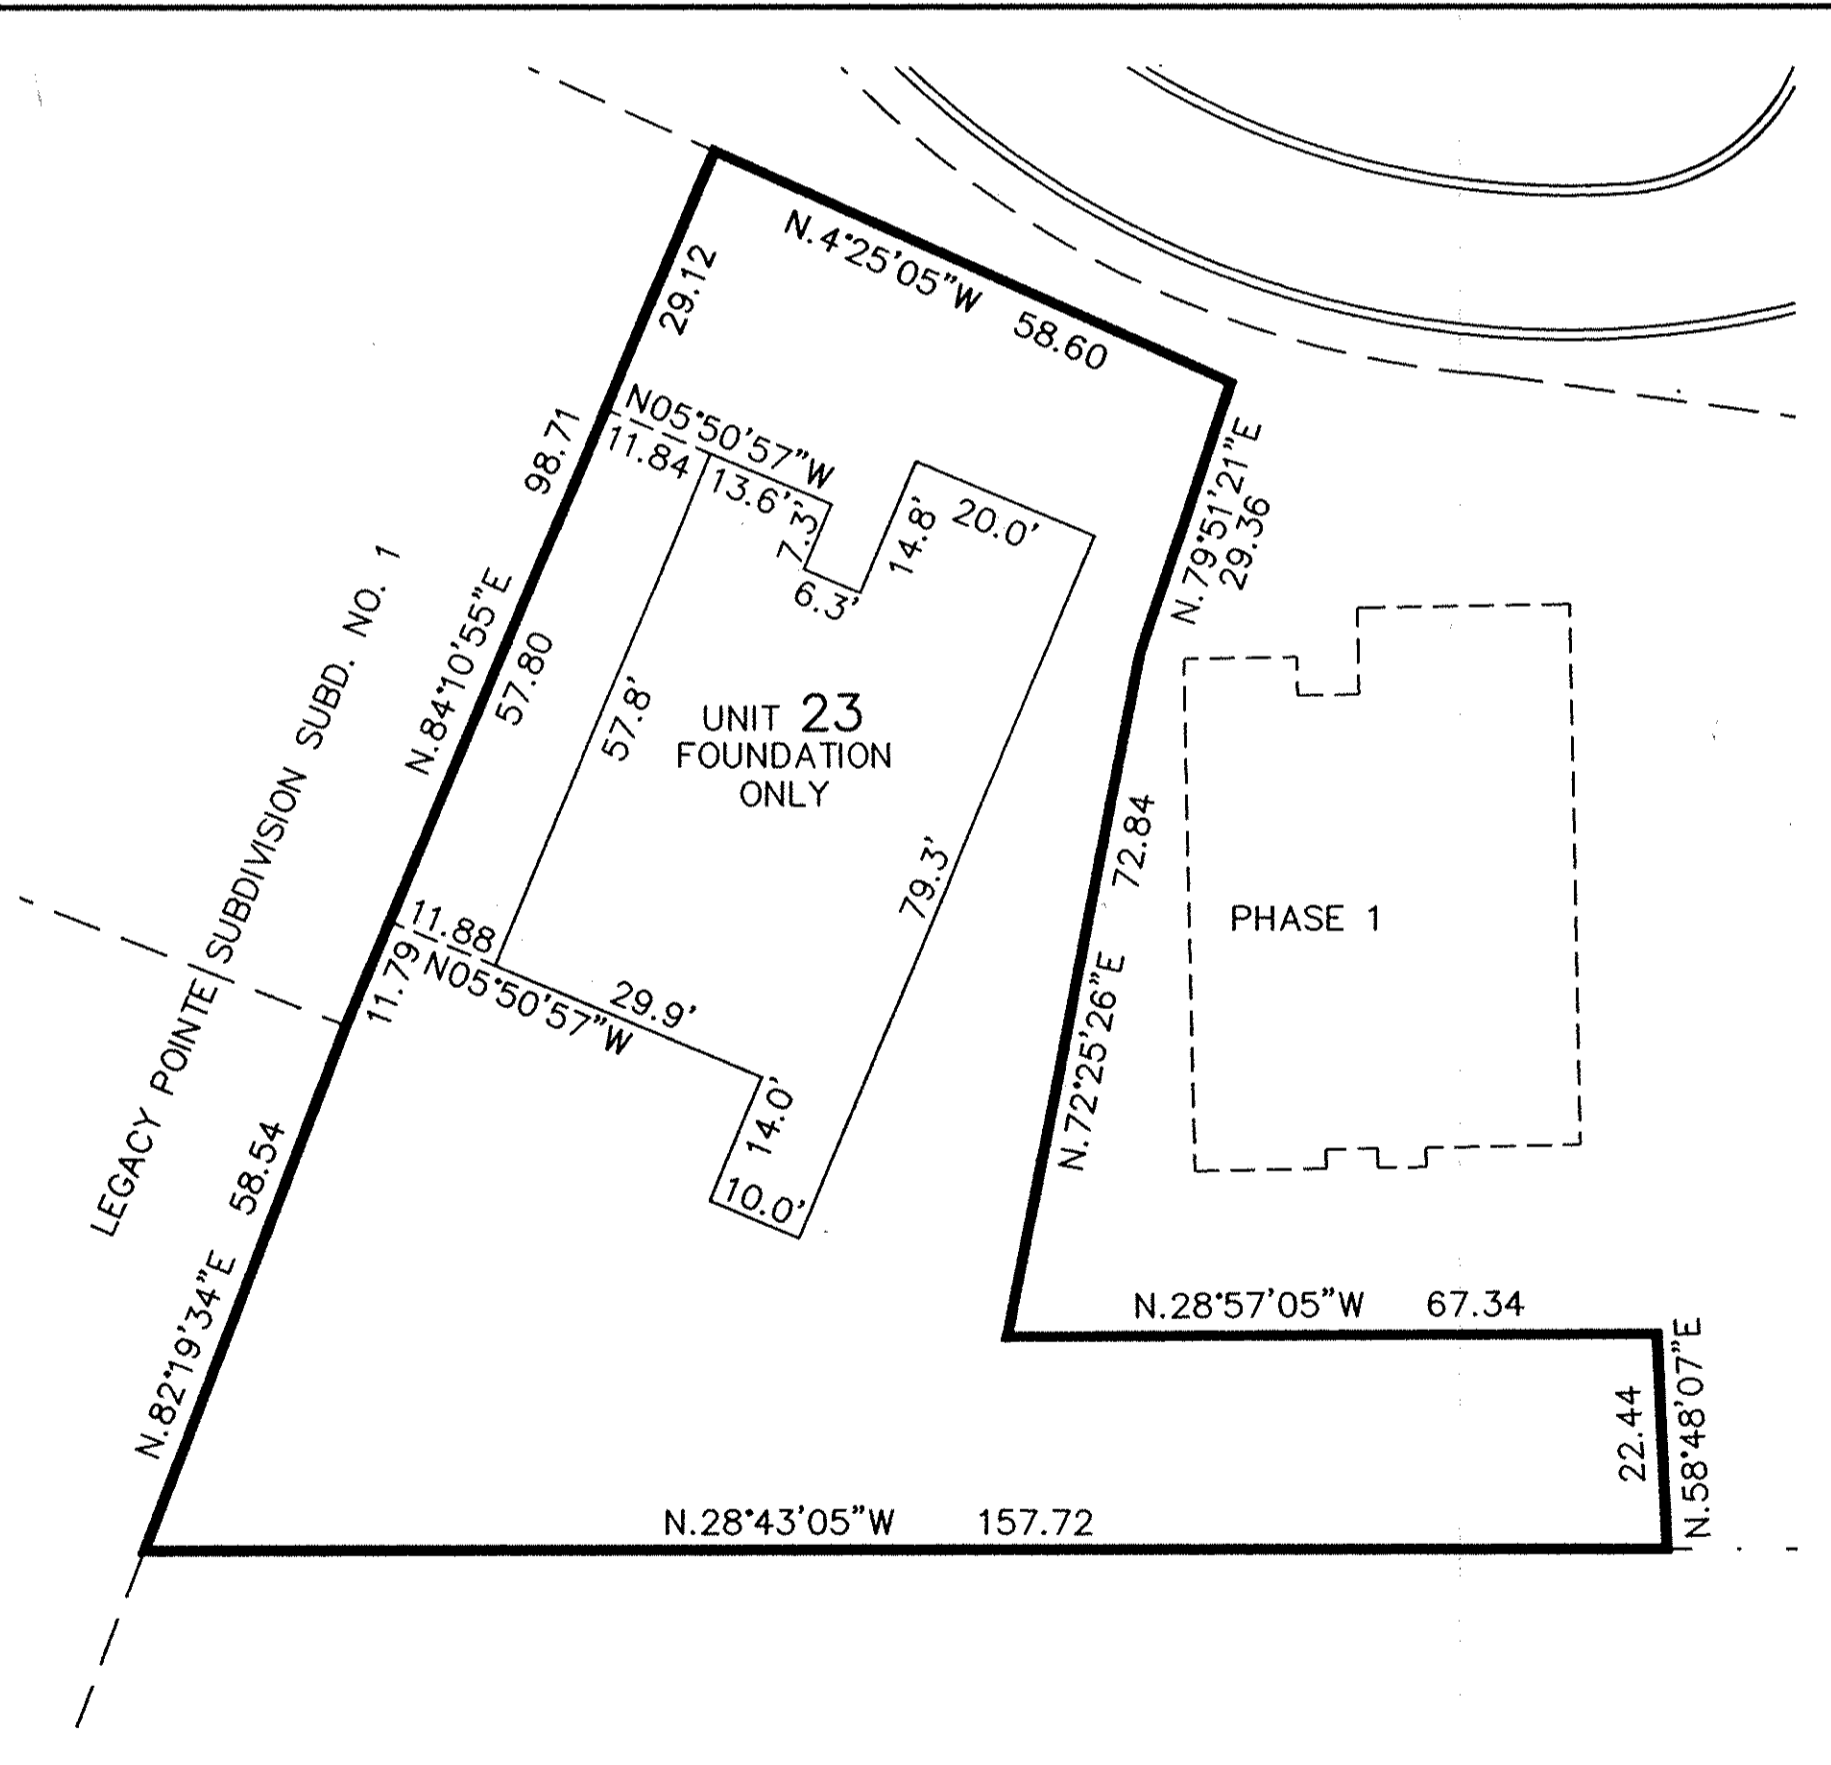 N.4°25'05"W 58.60
29.12
98.71
N.84°10'55"E
N05°50'57"W
11.84
13.6'
7.3'
6.3'
14.8'
20.0'
N.79°51'21"E
29.36
LEGACY POINTE SUBDIVISION SUBD. NO. 1
57.80
57.8'
UNIT 23
FOUNDATION
ONLY
79.3'
N.72°25'26"E 72.84
PHASE 1
11.88
N05°50'57"W
11.79
29.9'
14.0'
10.0'
N.82°19'34"E 58.54
N.28°57'05"W 67.34
22.44
N.58°48'07"E
N.28°43'05"W 157.72